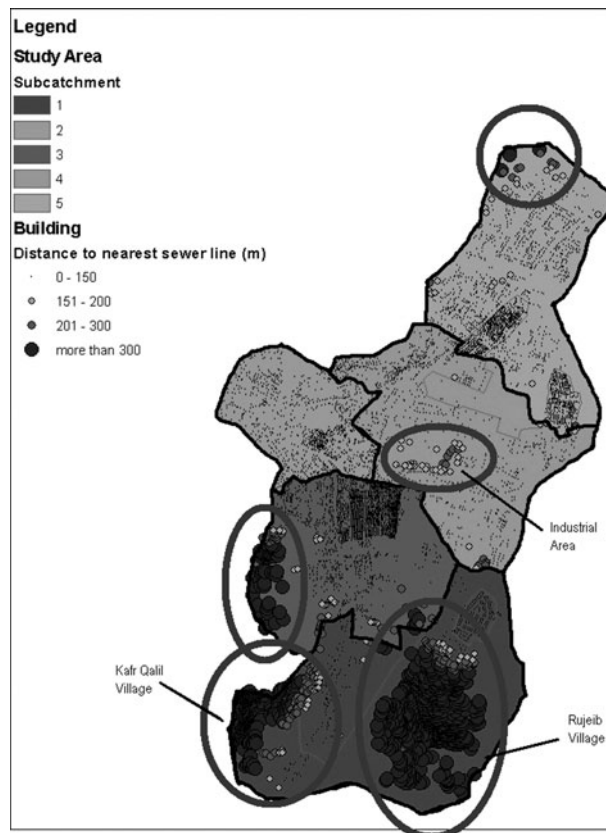 Legend
Study Area
Subcatchment
1
2
3
4
5
Building
Distance to nearest sewer line (m)
0 - 150
151 - 200
201 - 300
more than 300
Industrial
Area
Kafr Qalil
Village
Rujeib
Village